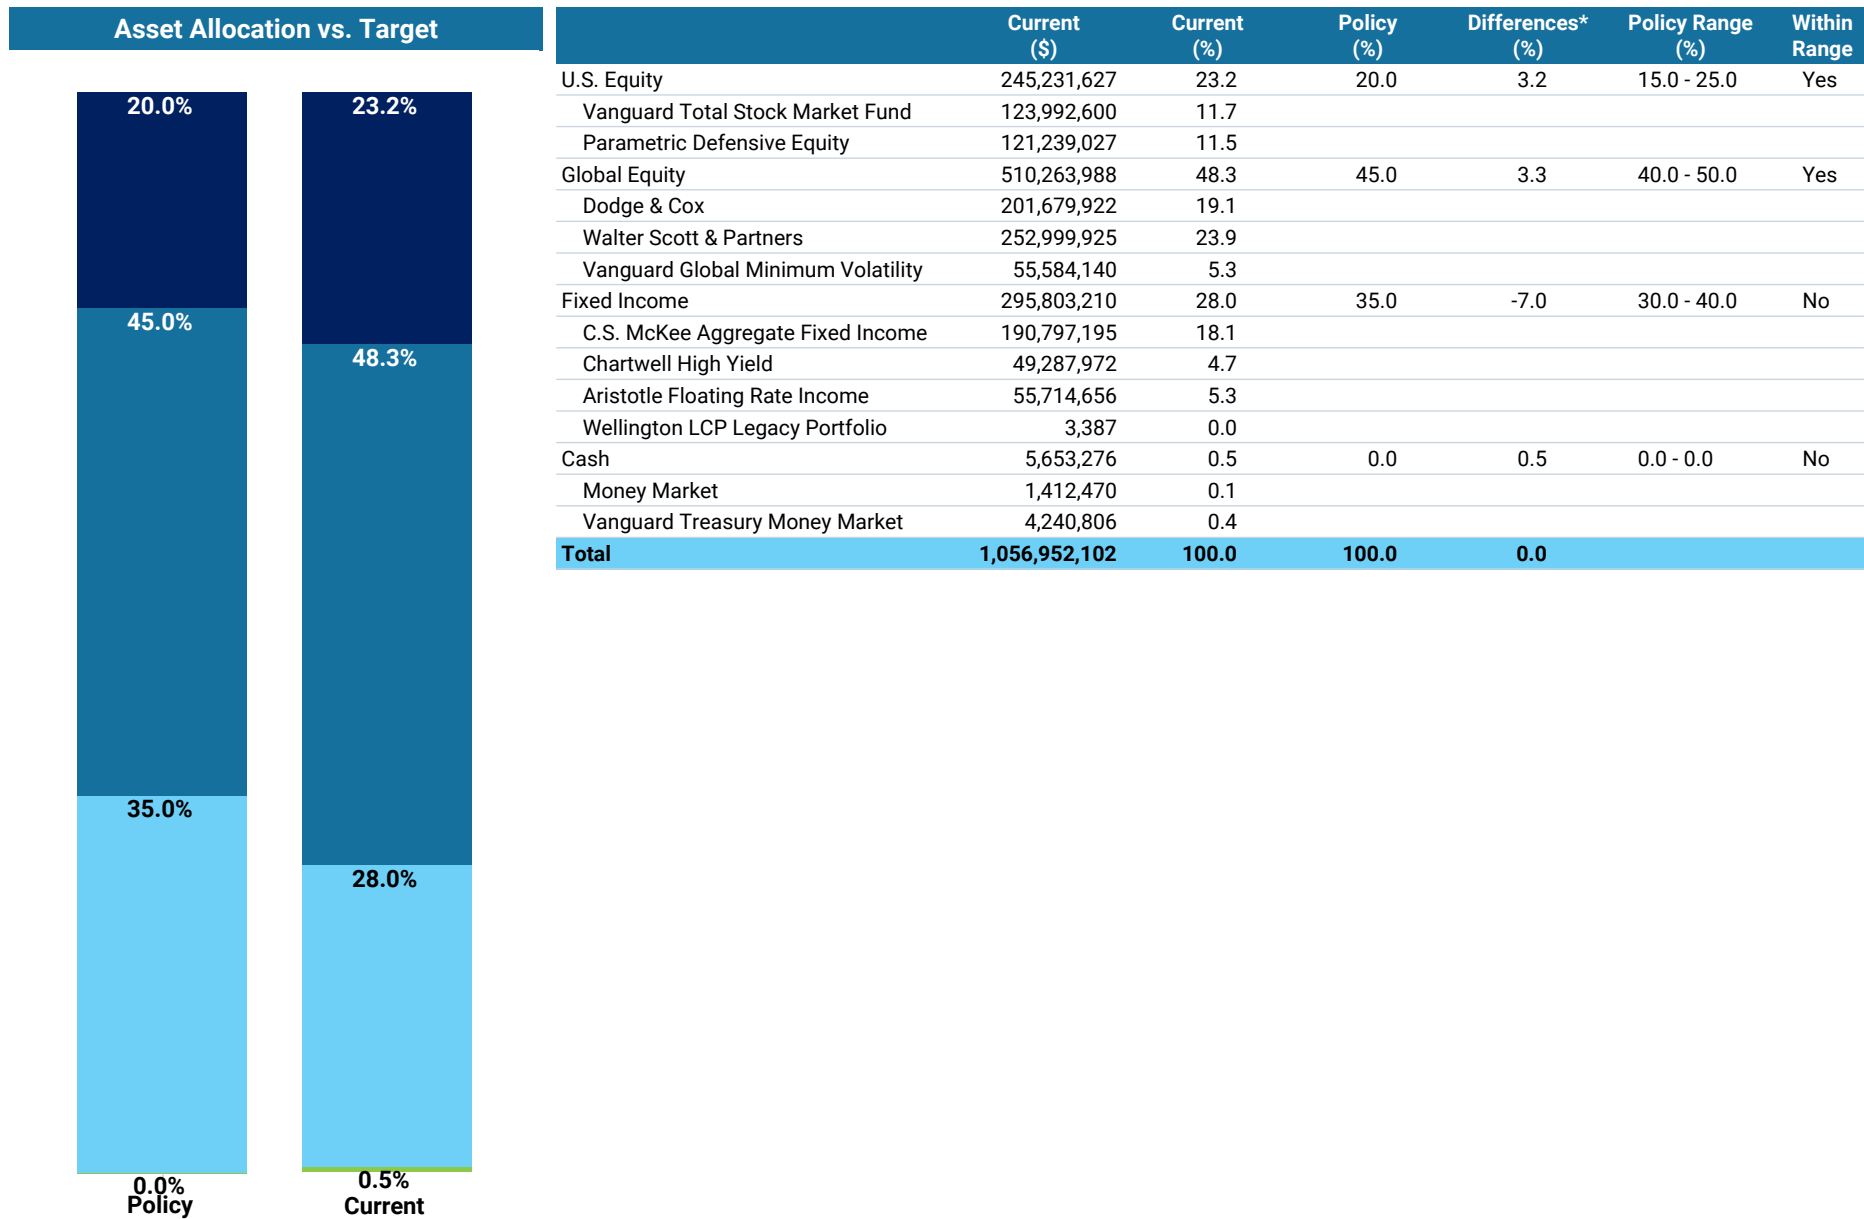 Asset Allocation vs. Target
20.0%
23.2%
45.0%
48.3%
35.0%
28.0%
0.0%
0.5%
Policy
Current
Current ($) Current (%) Policy (%) Differences* (%) Policy Range (%) Within Range
U.S. Equity 245,231,627 23.2 20.0 3.2 15.0 - 25.0 Yes
Vanguard Total Stock Market Fund 123,992,600 11.7
Parametric Defensive Equity 121,239,027 11.5
Global Equity 510,263,988 48.3 45.0 3.3 40.0 - 50.0 Yes
Dodge & Cox 201,679,922 19.1
Walter Scott & Partners 252,999,925 23.9
Vanguard Global Minimum Volatility 55,584,140 5.3
Fixed Income 295,803,210 28.0 35.0 -7.0 30.0 - 40.0 No
C.S. McKee Aggregate Fixed Income 190,797,195 18.1
Chartwell High Yield 49,287,972 4.7
Aristotle Floating Rate Income 55,714,656 5.3
Wellington LCP Legacy Portfolio 3,387 0.0
Cash 5,653,276 0.5 0.0 0.5 0.0 - 0.0 No
Money Market 1,412,470 0.1
Vanguard Treasury Money Market 4,240,806 0.4
Total 1,056,952,102 100.0 100.0 0.0